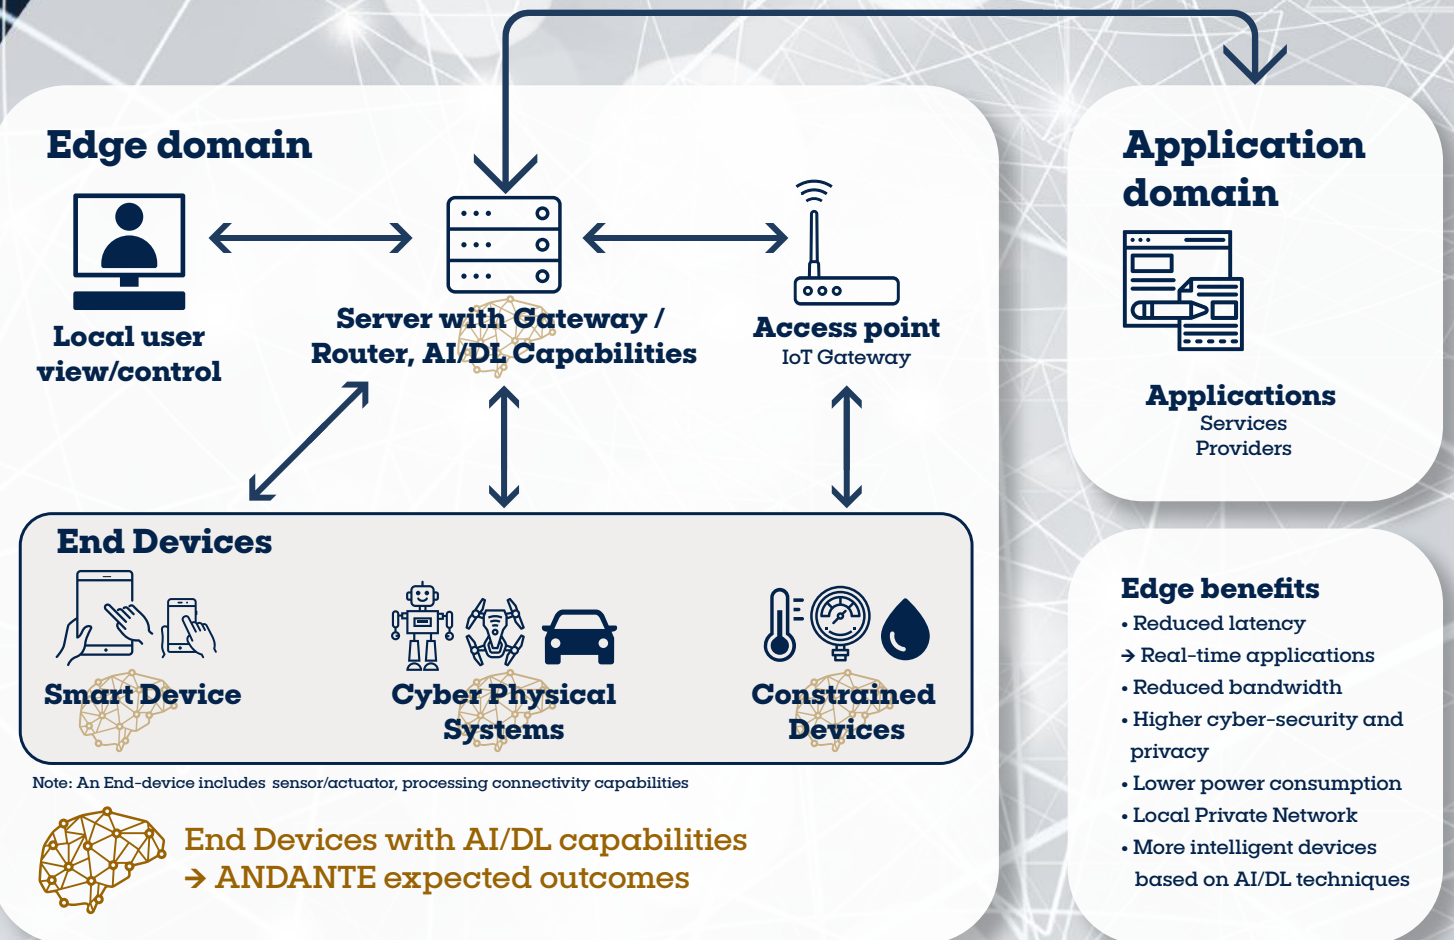 Edge domain
Local user
view/control
Server with Gateway /
Router, AI/DL Capabilities
Access point
IoT Gateway
End Devices
Smart Device
Cyber Physical
Systems
Constrained
Devices
Note: An End-device includes sensor/actuator, processing connectivity capabilities
End Devices with AI/DL capabilities
→ ANDANTE expected outcomes
Application
domain
Applications
Services
Providers
Edge benefits
• Reduced latency
→ Real-time applications
• Reduced bandwidth
• Higher cyber-security and
privacy
• Lower power consumption
• Local Private Network
• More intelligent devices
based on AI/DL techniques